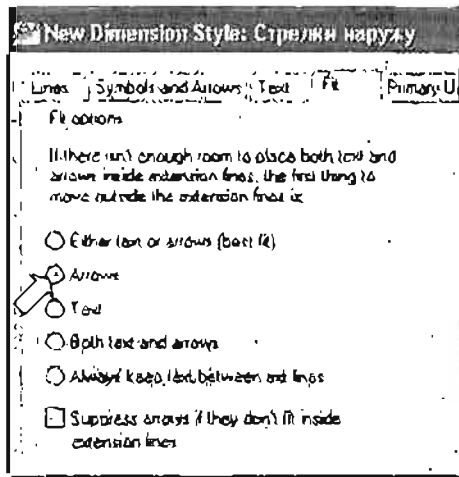 New Dimension Style: Стрелки наружу
Lines Symbols and Arrows Text Fit Primary U
Fit options
If there isn't enough room to place both text and
arrows inside extension lines, the first thing to
move outside the extension lines is:
Either text or arrows (best fit)
Arrows
Text
Both text and arrows
Always keep text between ext lines
Suppress arrows if they don't fit inside
extension lines